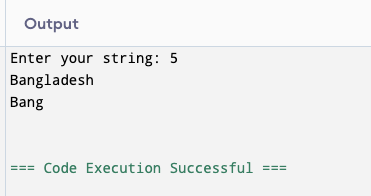 Output
Enter your string: 5
Bangladesh
Bang
=== Code Execution Successful ===